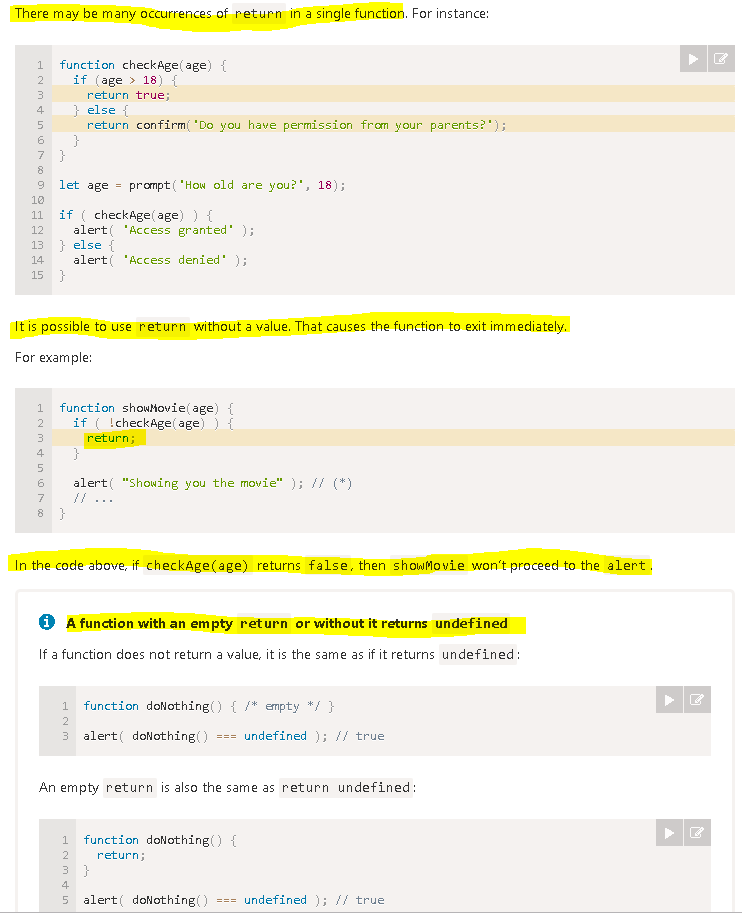 There may be many occurrences of return in a single function. For instance:
1 function checkAge(age) {
2 if (age > 18) {
3 return true;
4 } else {
5 return confirm('Do you have permission from your parents?');
6 }
7 }
8
9 let age = prompt('How old are you?', 18);
10
11 if ( checkAge(age) ) {
12 alert( 'Access granted' );
13 } else {
14 alert( 'Access denied' );
15 }
It is possible to use return without a value. That causes the function to exit immediately.
For example:
1 function showMovie(age) {
2 if ( !checkAge(age) ) {
3 return;
4 }
5
6 alert( "Showing you the movie" ); // (*)
7 // ...
8 }
In the code above, if checkAge(age) returns false, then showMovie won't proceed to the alert.
A function with an empty return or without it returns undefined
If a function does not return a value, it is the same as if it returns undefined:
1 function doNothing() { /* empty */ }
2
3 alert( doNothing() === undefined ); // true
An empty return is also the same as return undefined:
1 function doNothing() {
2 return;
3 }
4
5 alert( doNothing() === undefined ); // true